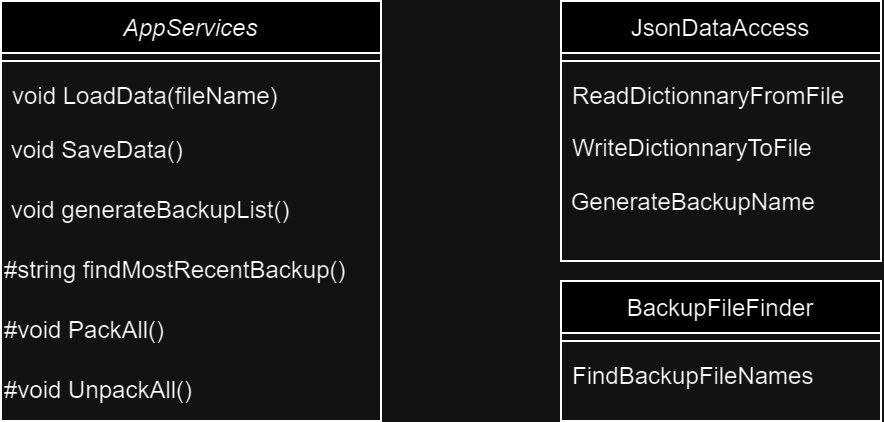 AppServices
void LoadData(fileName)
void SaveData()
void generateBackupList()
#string findMostRecentBackup()
#void PackAll()
#void UnpackAll()
JsonDataAccess
ReadDictionnaryFromFile
WriteDictionnaryToFile
GenerateBackupName
BackupFileFinder
FindBackupFileNames